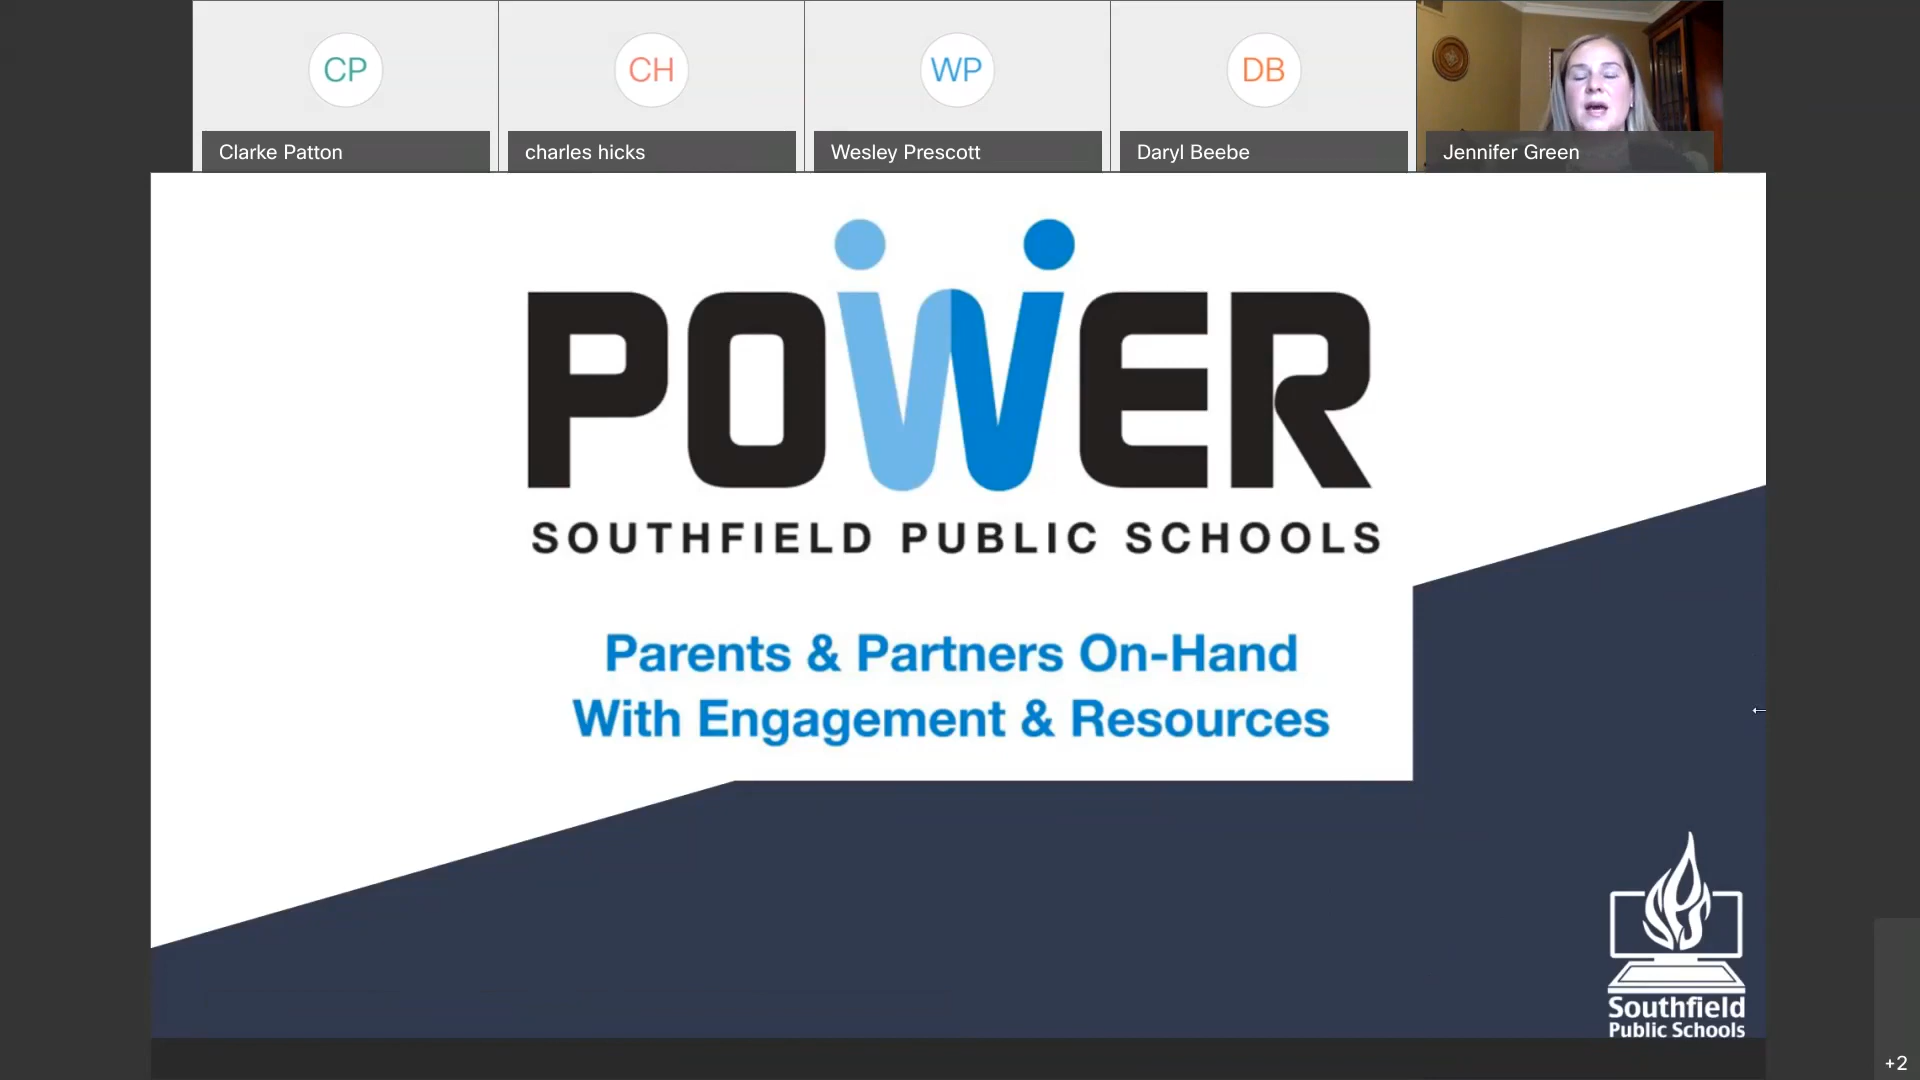 CP
CH
WP
DB
Clarke Patton
charles hicks
Wesley Prescott
Daryl Beebe
Jennifer Green
POWER
SOUTHFIELD PUBLIC SCHOOLS
Parents & Partners On-Hand
With Engagement & Resources
SPS
Southfield
Public Schools
+2